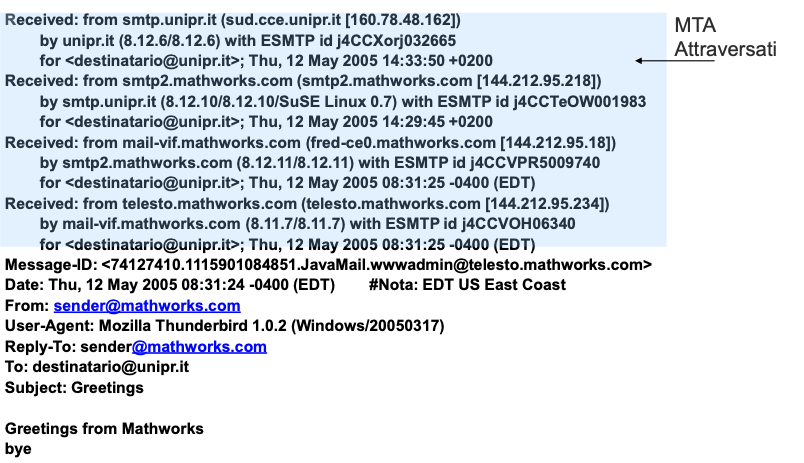 Received: from smtp.unipr.it (sud.cce.unipr.it [160.78.48.162])
by unipr.it (8.12.6/8.12.6) with ESMTP id j4CCXorj032665
for <destinatario@unipr.it>; Thu, 12 May 2005 14:33:50 +0200
Received: from smtp2.mathworks.com (smtp2.mathworks.com [144.212.95.218])
by smtp.unipr.it (8.12.10/8.12.10/SuSE Linux 0.7) with ESMTP id j4CCTeOW001983
for <destinatario@unipr.it>; Thu, 12 May 2005 14:29:45 +0200
Received: from mail-vif.mathworks.com (fred-ce0.mathworks.com [144.212.95.18])
by smtp2.mathworks.com (8.12.11/8.12.11) with ESMTP id j4CCVPR5009740
for <destinatario@unipr.it>; Thu, 12 May 2005 08:31:25 -0400 (EDT)
Received: from telesto.mathworks.com (telesto.mathworks.com [144.212.95.234])
by mail-vif.mathworks.com (8.11.7/8.11.7) with ESMTP id j4CCVOH06340
for <destinatario@unipr.it>; Thu, 12 May 2005 08:31:25 -0400 (EDT)
Message-ID: <74127410.1115901084851.JavaMail.wwwadmin@telesto.mathworks.com>
Date: Thu, 12 May 2005 08:31:24 -0400 (EDT) #Nota: EDT US East Coast
From: sender@mathworks.com
User-Agent: Mozilla Thunderbird 1.0.2 (Windows/20050317)
Reply-To: sender@mathworks.com
To: destinatario@unipr.it
Subject: Greetings
Greetings from Mathworks
bye
MTA
Attraversati